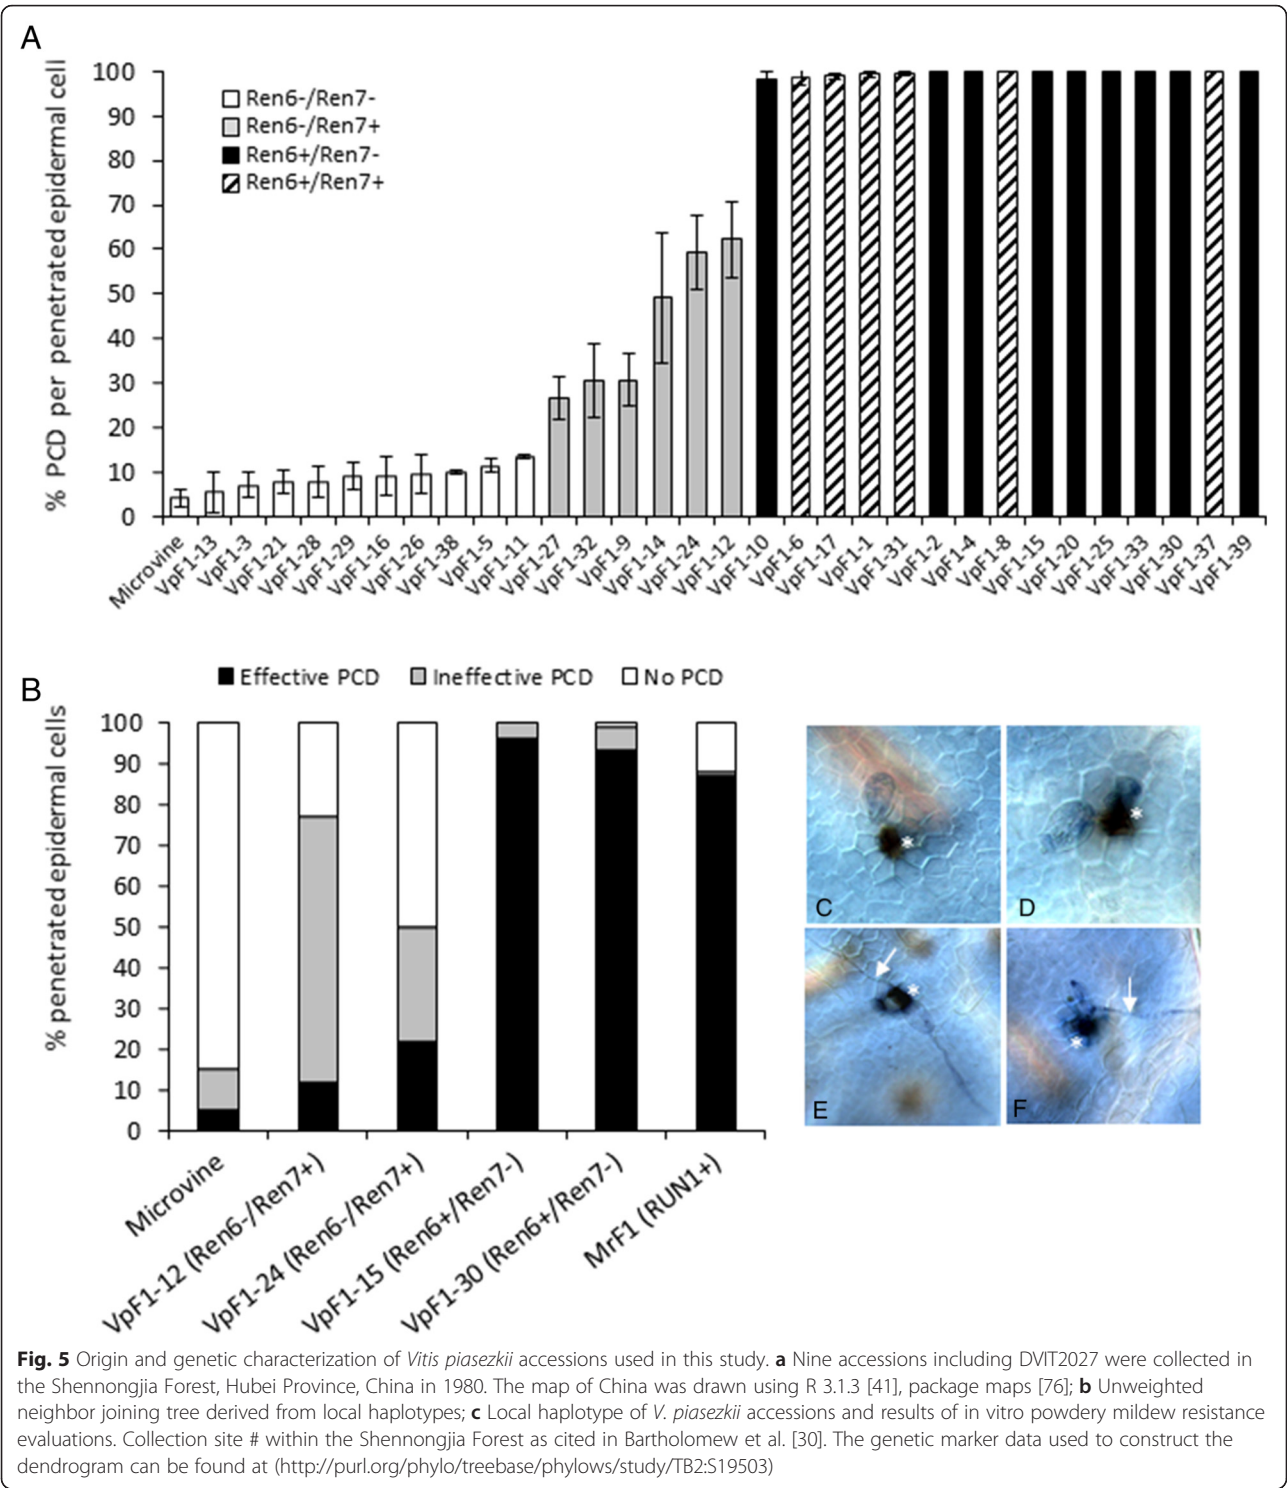 A
% PCD per penetrated epidermal cell
100
90
80
70
60
50
40
30
20
10
0
Ren6-/Ren7-
Ren6-/Ren7+
Ren6+/Ren7-
Ren6+/Ren7+
Microvine
VpF1-13
VpF1-3
VpF1-21
VpF1-28
VpF1-29
VpF1-16
VpF1-26
VpF1-38
VpF1-5
VpF1-11
VpF1-27
VpF1-32
VpF1-9
VpF1-14
VpF1-24
VpF1-12
VpF1-10
VpF1-6
VpF1-17
VpF1-1
VpF1-31
VpF1-2
VpF1-4
VpF1-8
VpF1-15
VpF1-20
VpF1-25
VpF1-33
VpF1-30
VpF1-37
VpF1-39
B
Effective PCD Ineffective PCD No PCD
% penetrated epidermal cells
100
90
80
70
60
50
40
30
20
10
0
Microvine
VpF1-12 (Ren6-/Ren7+)
VpF1-24 (Ren6-/Ren7+)
VpF1-15 (Ren6+/Ren7-)
VpF1-30 (Ren6+/Ren7-)
MrF1 (RUN1+)
C
D
E
F
Fig. 5 Origin and genetic characterization of Vitis piasezkii accessions used in this study. a Nine accessions including DVIT2027 were collected in
the Shennongjia Forest, Hubei Province, China in 1980. The map of China was drawn using R 3.1.3 [41], package maps [76]; b Unweighted
neighbor joining tree derived from local haplotypes; c Local haplotype of V. piasezkii accessions and results of in vitro powdery mildew resistance
evaluations. Collection site # within the Shennongjia Forest as cited in Bartholomew et al. [30]. The genetic marker data used to construct the
dendrogram can be found at (http://purl.org/phylo/treebase/phylows/study/TB2:S19503)